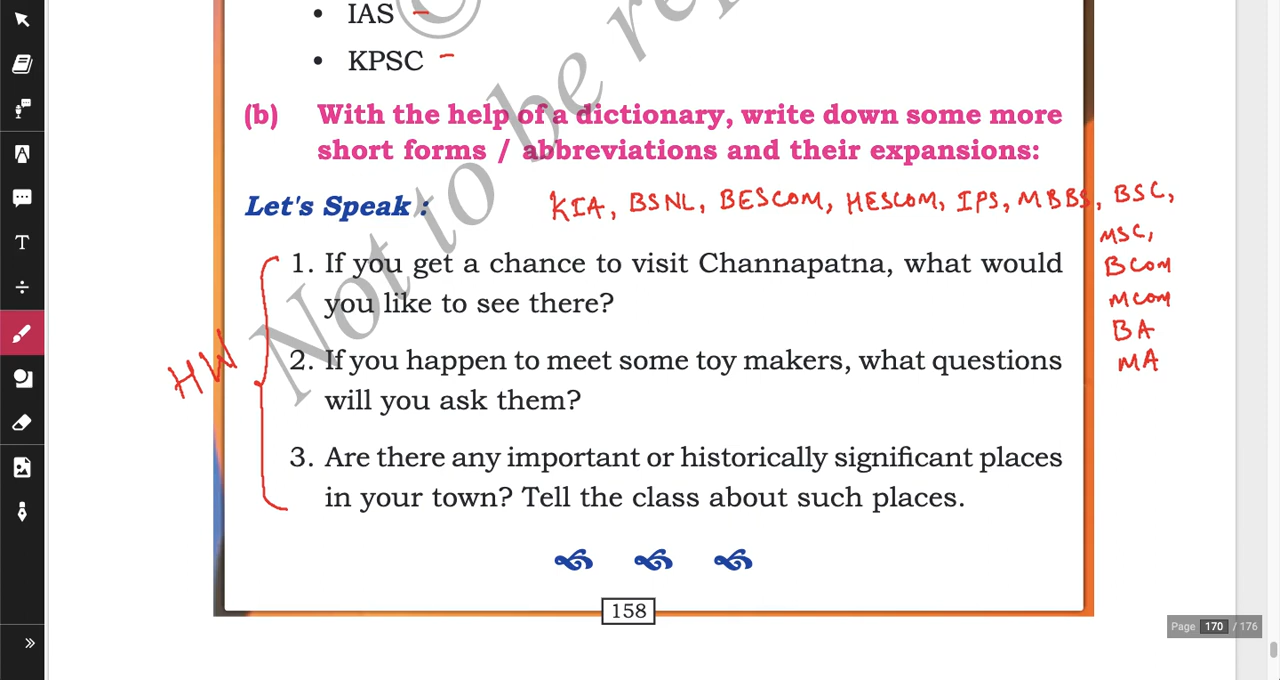 • IAS –
• KPSC –
(b) With the help of a dictionary, write down some more
short forms / abbreviations and their expansions:
Let's Speak :
KIA, BSNL, BESCOM, HESCOM, IPS, MBBS, BSC,
MSC,
BCOM
MCOM
BA
MA
HW
1. If you get a chance to visit Channapatna, what would
you like to see there?
2. If you happen to meet some toy makers, what questions
will you ask them?
3. Are there any important or historically significant places
in your town? Tell the class about such places.
158
© Not to be rep
Page 170 / 176